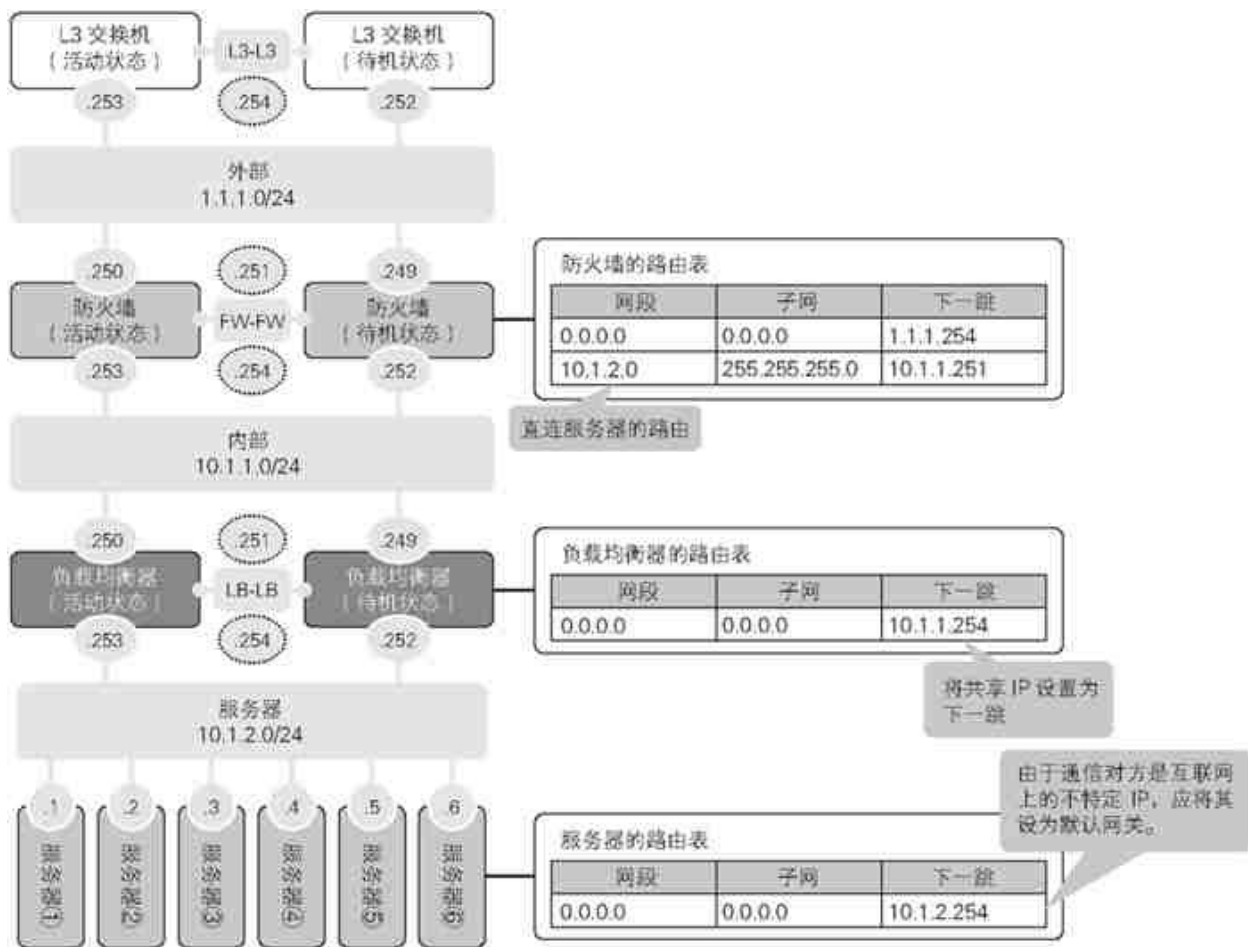 L3 交换机
（活动状态）
L3-L3
L3 交换机
（待机状态）
.253
.254
.252
外部
1.1.1.0/24
.250
.251
.249
防火墙
（活动状态）
FW-FW
防火墙
（待机状态）
.253
.254
.252
防火墙的路由表
网段 子网 下一跳
0.0.0.0 0.0.0.0 1.1.1.254
10.1.2.0 255.255.255.0 10.1.1.251
直连服务器的路由
内部
10.1.1.0/24
.250
.251
.249
负载均衡器
（活动状态）
LB-LB
负载均衡器
（待机状态）
.253
.254
.252
负载均衡器的路由表
网段 子网 下一跳
0.0.0.0 0.0.0.0 10.1.1.254
将共享 IP 设置为
下一跳
服务器
10.1.2.0/24
.1
.2
.3
.4
.5
.6
服务器①
服务器②
服务器③
服务器④
服务器⑤
服务器⑥
由于通信对方是互联网
上的不特定 IP，应将其
设为默认网关。
服务器的路由表
网段 子网 下一跳
0.0.0.0 0.0.0.0 10.1.2.254